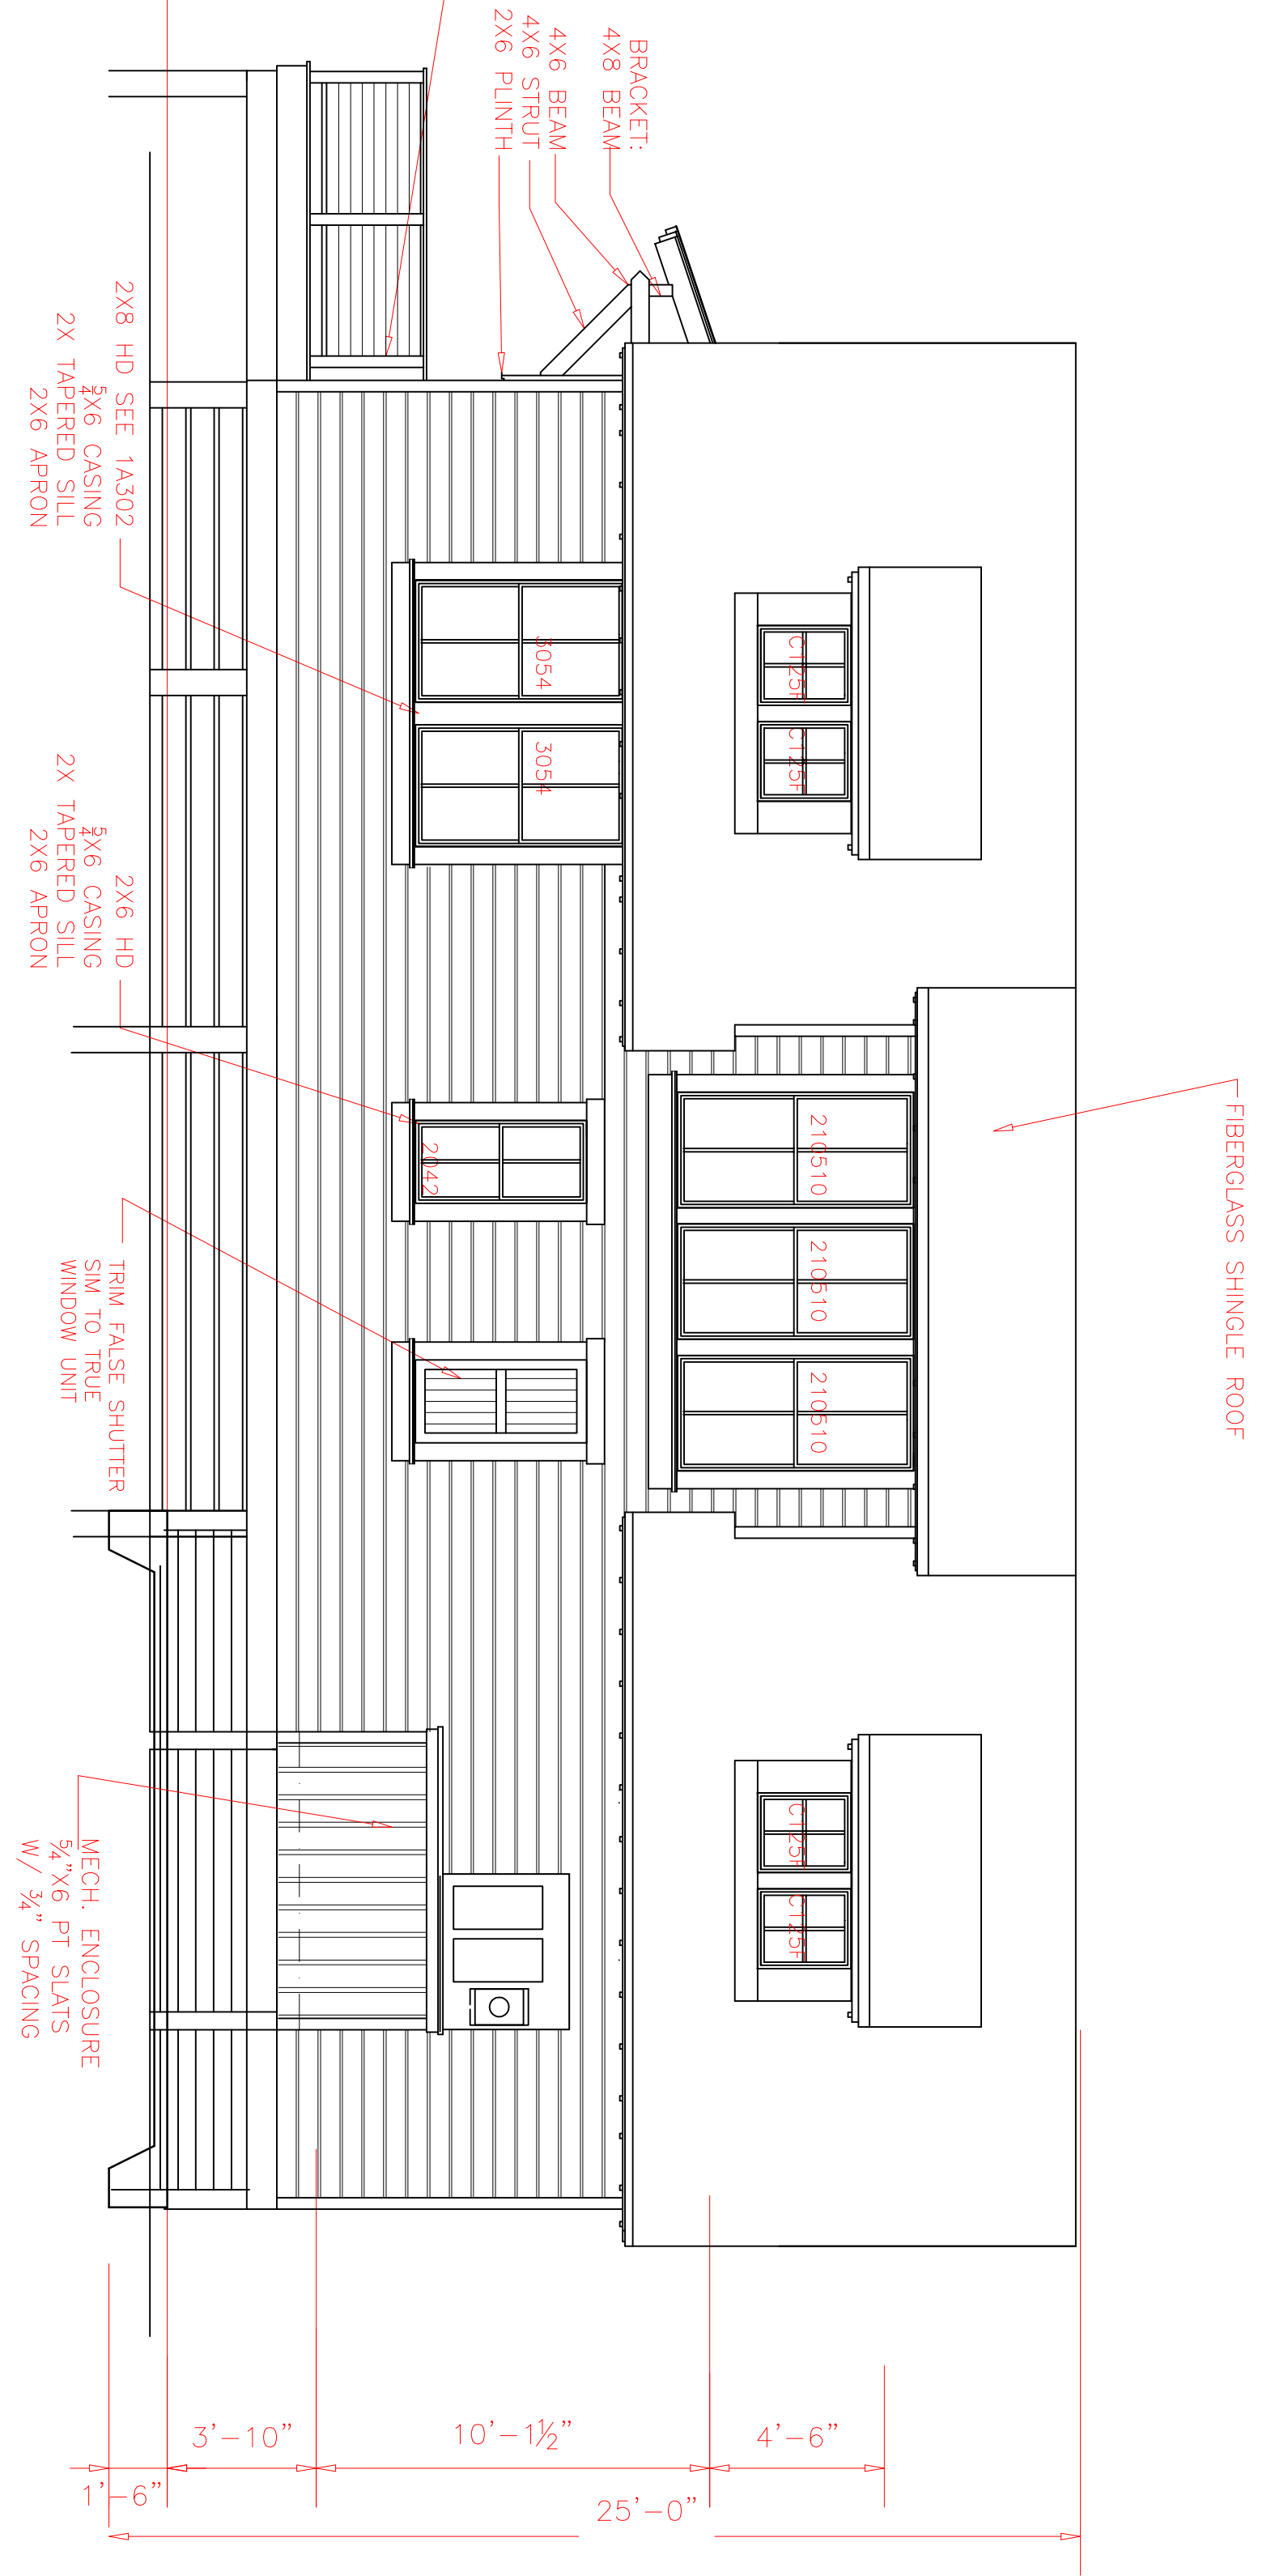 FIBERGLASS SHINGLE ROOF
BRACKET:
4X8 BEAM
4X6 BEAM
4X6 STRUT
2X6 PLINTH
CT25F
CT25F
210510
210510
210510
CT25F
CT25F
3054
3054
2042
2X8 HD SEE 1A302
5/4X6 CASING
2X TAPERED SILL
2X6 APRON
2X6 HD
5/4X6 CASING
2X TAPERED SILL
2X6 APRON
TRIM FALSE SHUTTER
SIM TO TRUE
WINDOW UNIT
MECH. ENCLOSURE
5/4"X6 PT SLATS
W/ 3/4" SPACING
4'-6"
10'-1½"
3'-10"
1'-6"
25'-0"